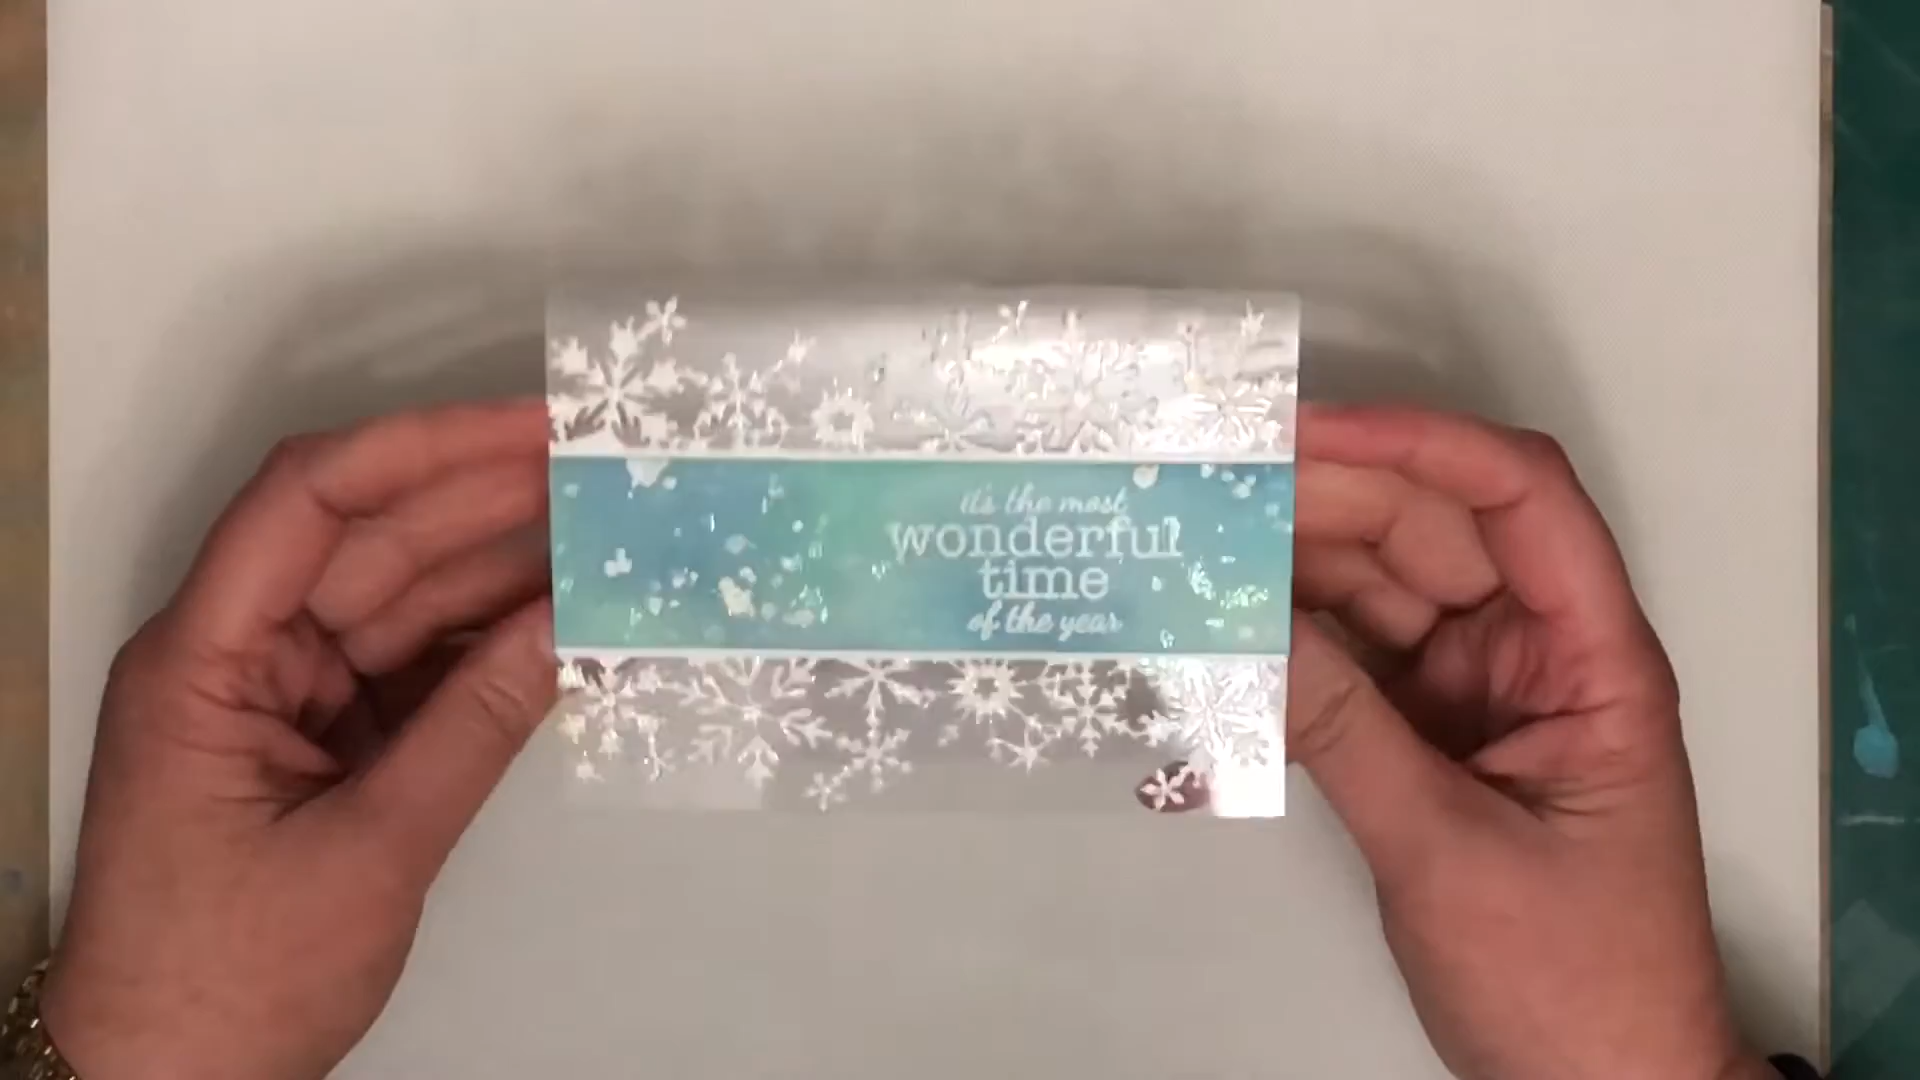 it's the most
wonderful
time
of the year